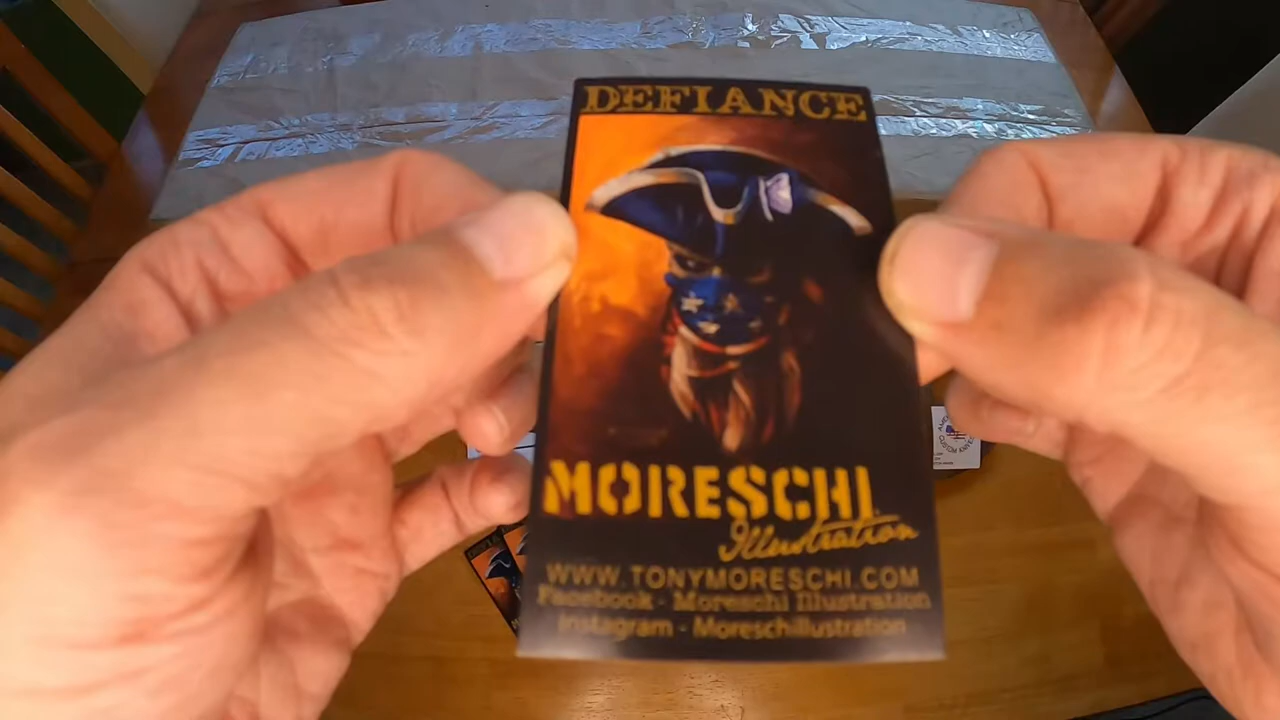 DEFIANCE
MORESCHI
Illustration
WWW.TONYMORESCHI.COM
Facebook - Moreschi Illustration
Instagram - Moreschillustration